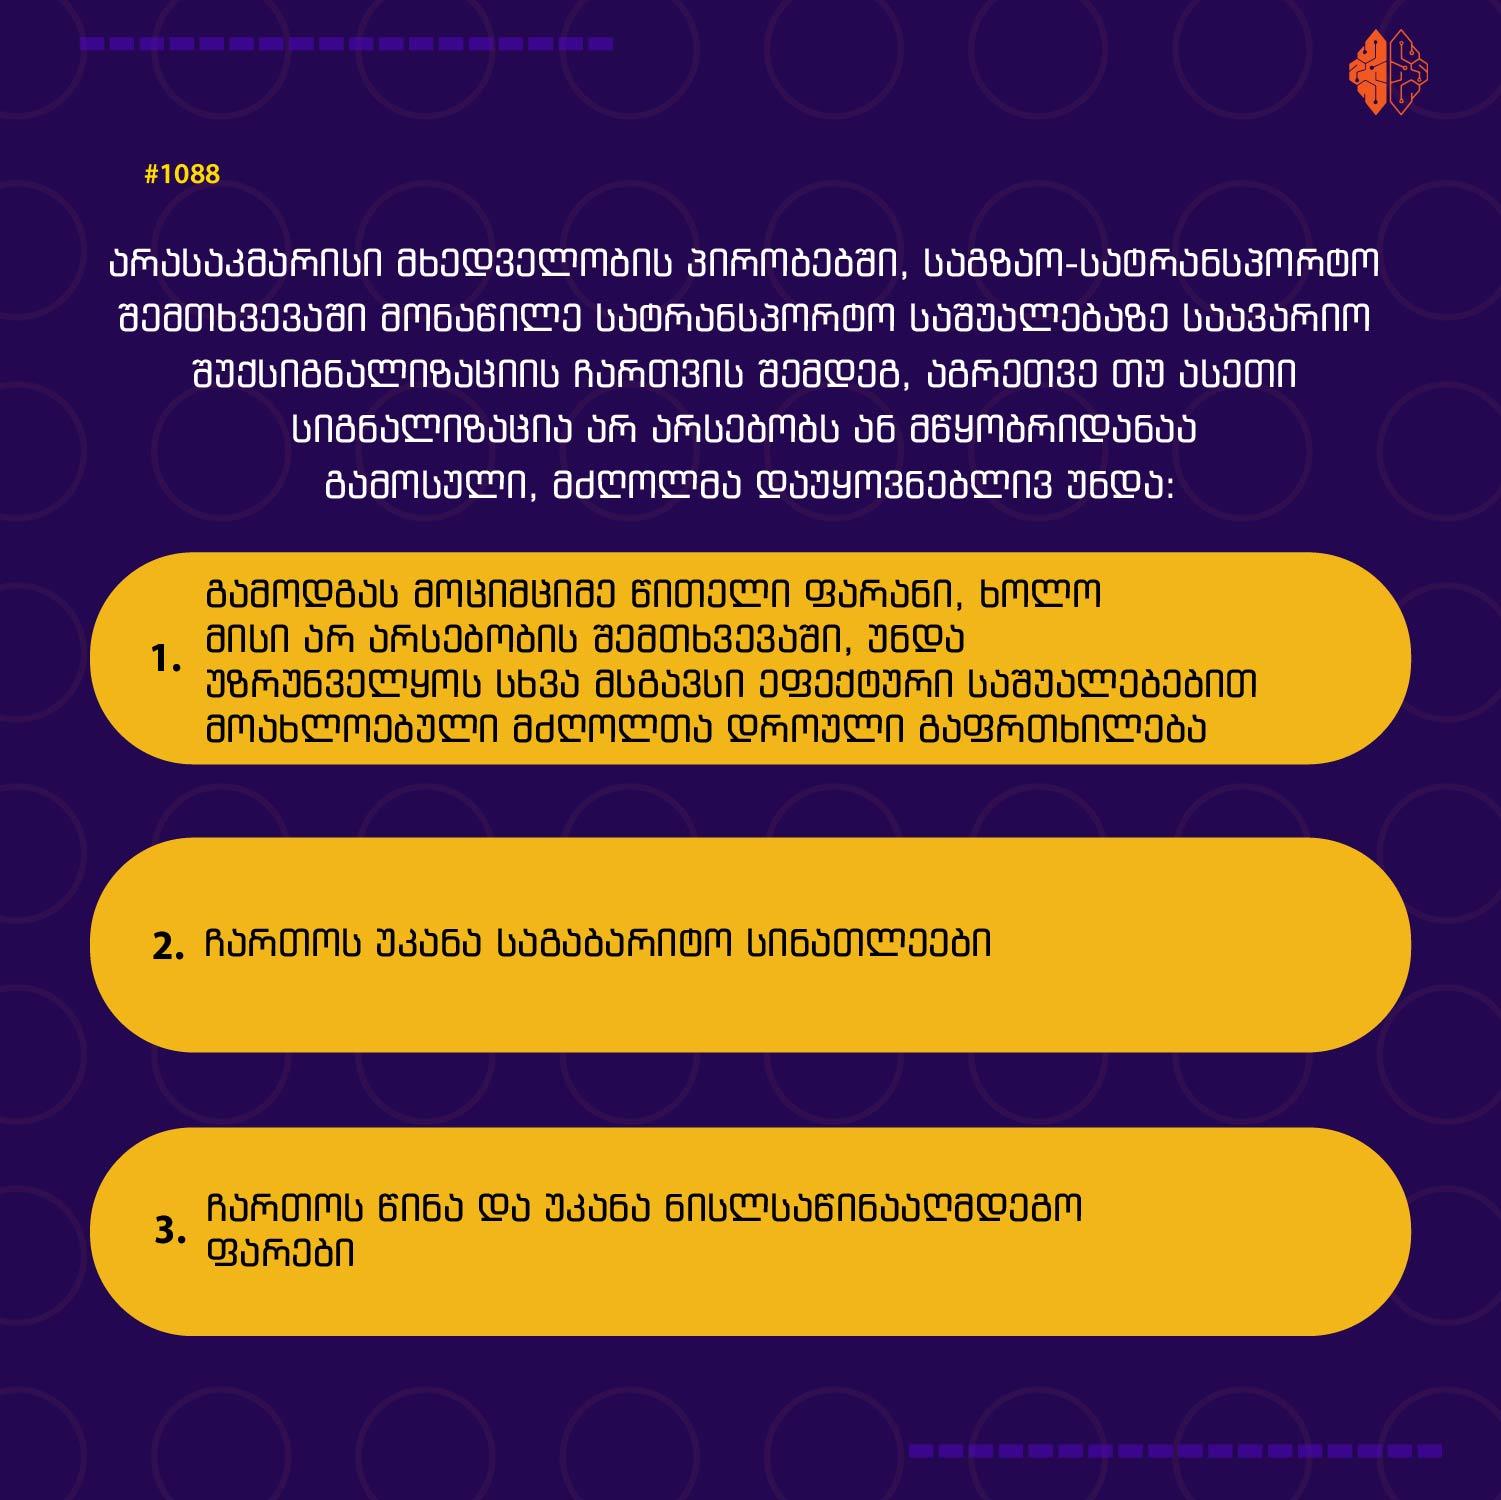 #1088
არასაკმარისი მხედველობის პირობებში, საგზაო-სატრანსპორტო
შემთხვევაში მონაწილე სატრანსპორტო საშუალებაზე საავარიო
შუქსიგნალიზაციის ჩართვის შემდეგ, აგრეთვე თუ ასეთი
სიგნალიზაცია არ არსებობს ან მწყობრიდანაა
გამოსული, მძღოლმა დაუყოვნებლივ უნდა:
1. გამოდგას მოციმციმე წითელი ფარანი, ხოლო
მისი არ არსებობის შემთხვევაში, უნდა
უზრუნველყოს სხვა მსგავსი ეფექტური საშუალებებით
მოახლოებული მძღოლთა დროული გაფრთხილება
2. ჩართოს უკანა საგაბარიტო სინათლეები
3. ჩართოს წინა და უკანა ნისლსაწინააღმდეგო
ფარები